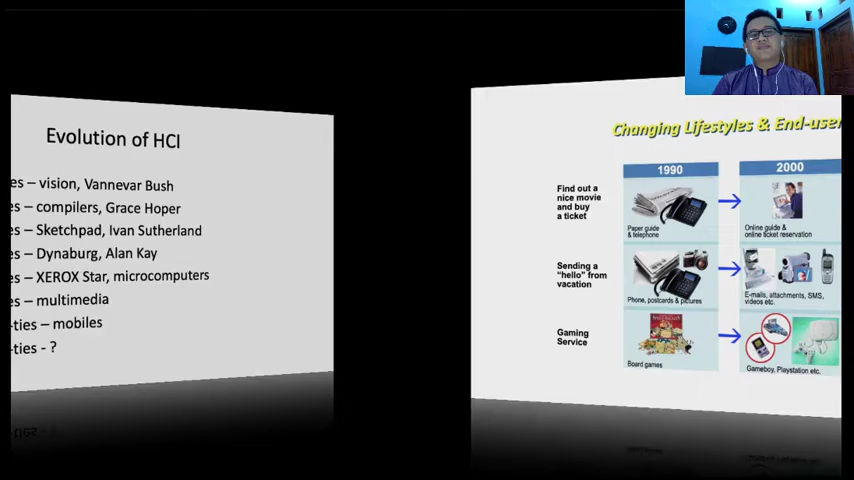 Evolution of HCI
es – vision, Vannevar Bush
es – compilers, Grace Hoper
es – Sketchpad, Ivan Sutherland
es – Dynaburg, Alan Kay
es – XEROX Star, microcomputers
es – multimedia
-ties – mobiles
-ties - ?
Changing Lifestyles & End-user
1990
2000
Find out a
nice movie
and buy
a ticket
Paper guide
& telephone
Online guide &
online ticket reservation
Sending a
"hello" from
vacation
Phone, postcards & pictures
E-mails, attachments, SMS,
videos etc.
Gaming
Service
Board games
Gameboy, Playstation etc.